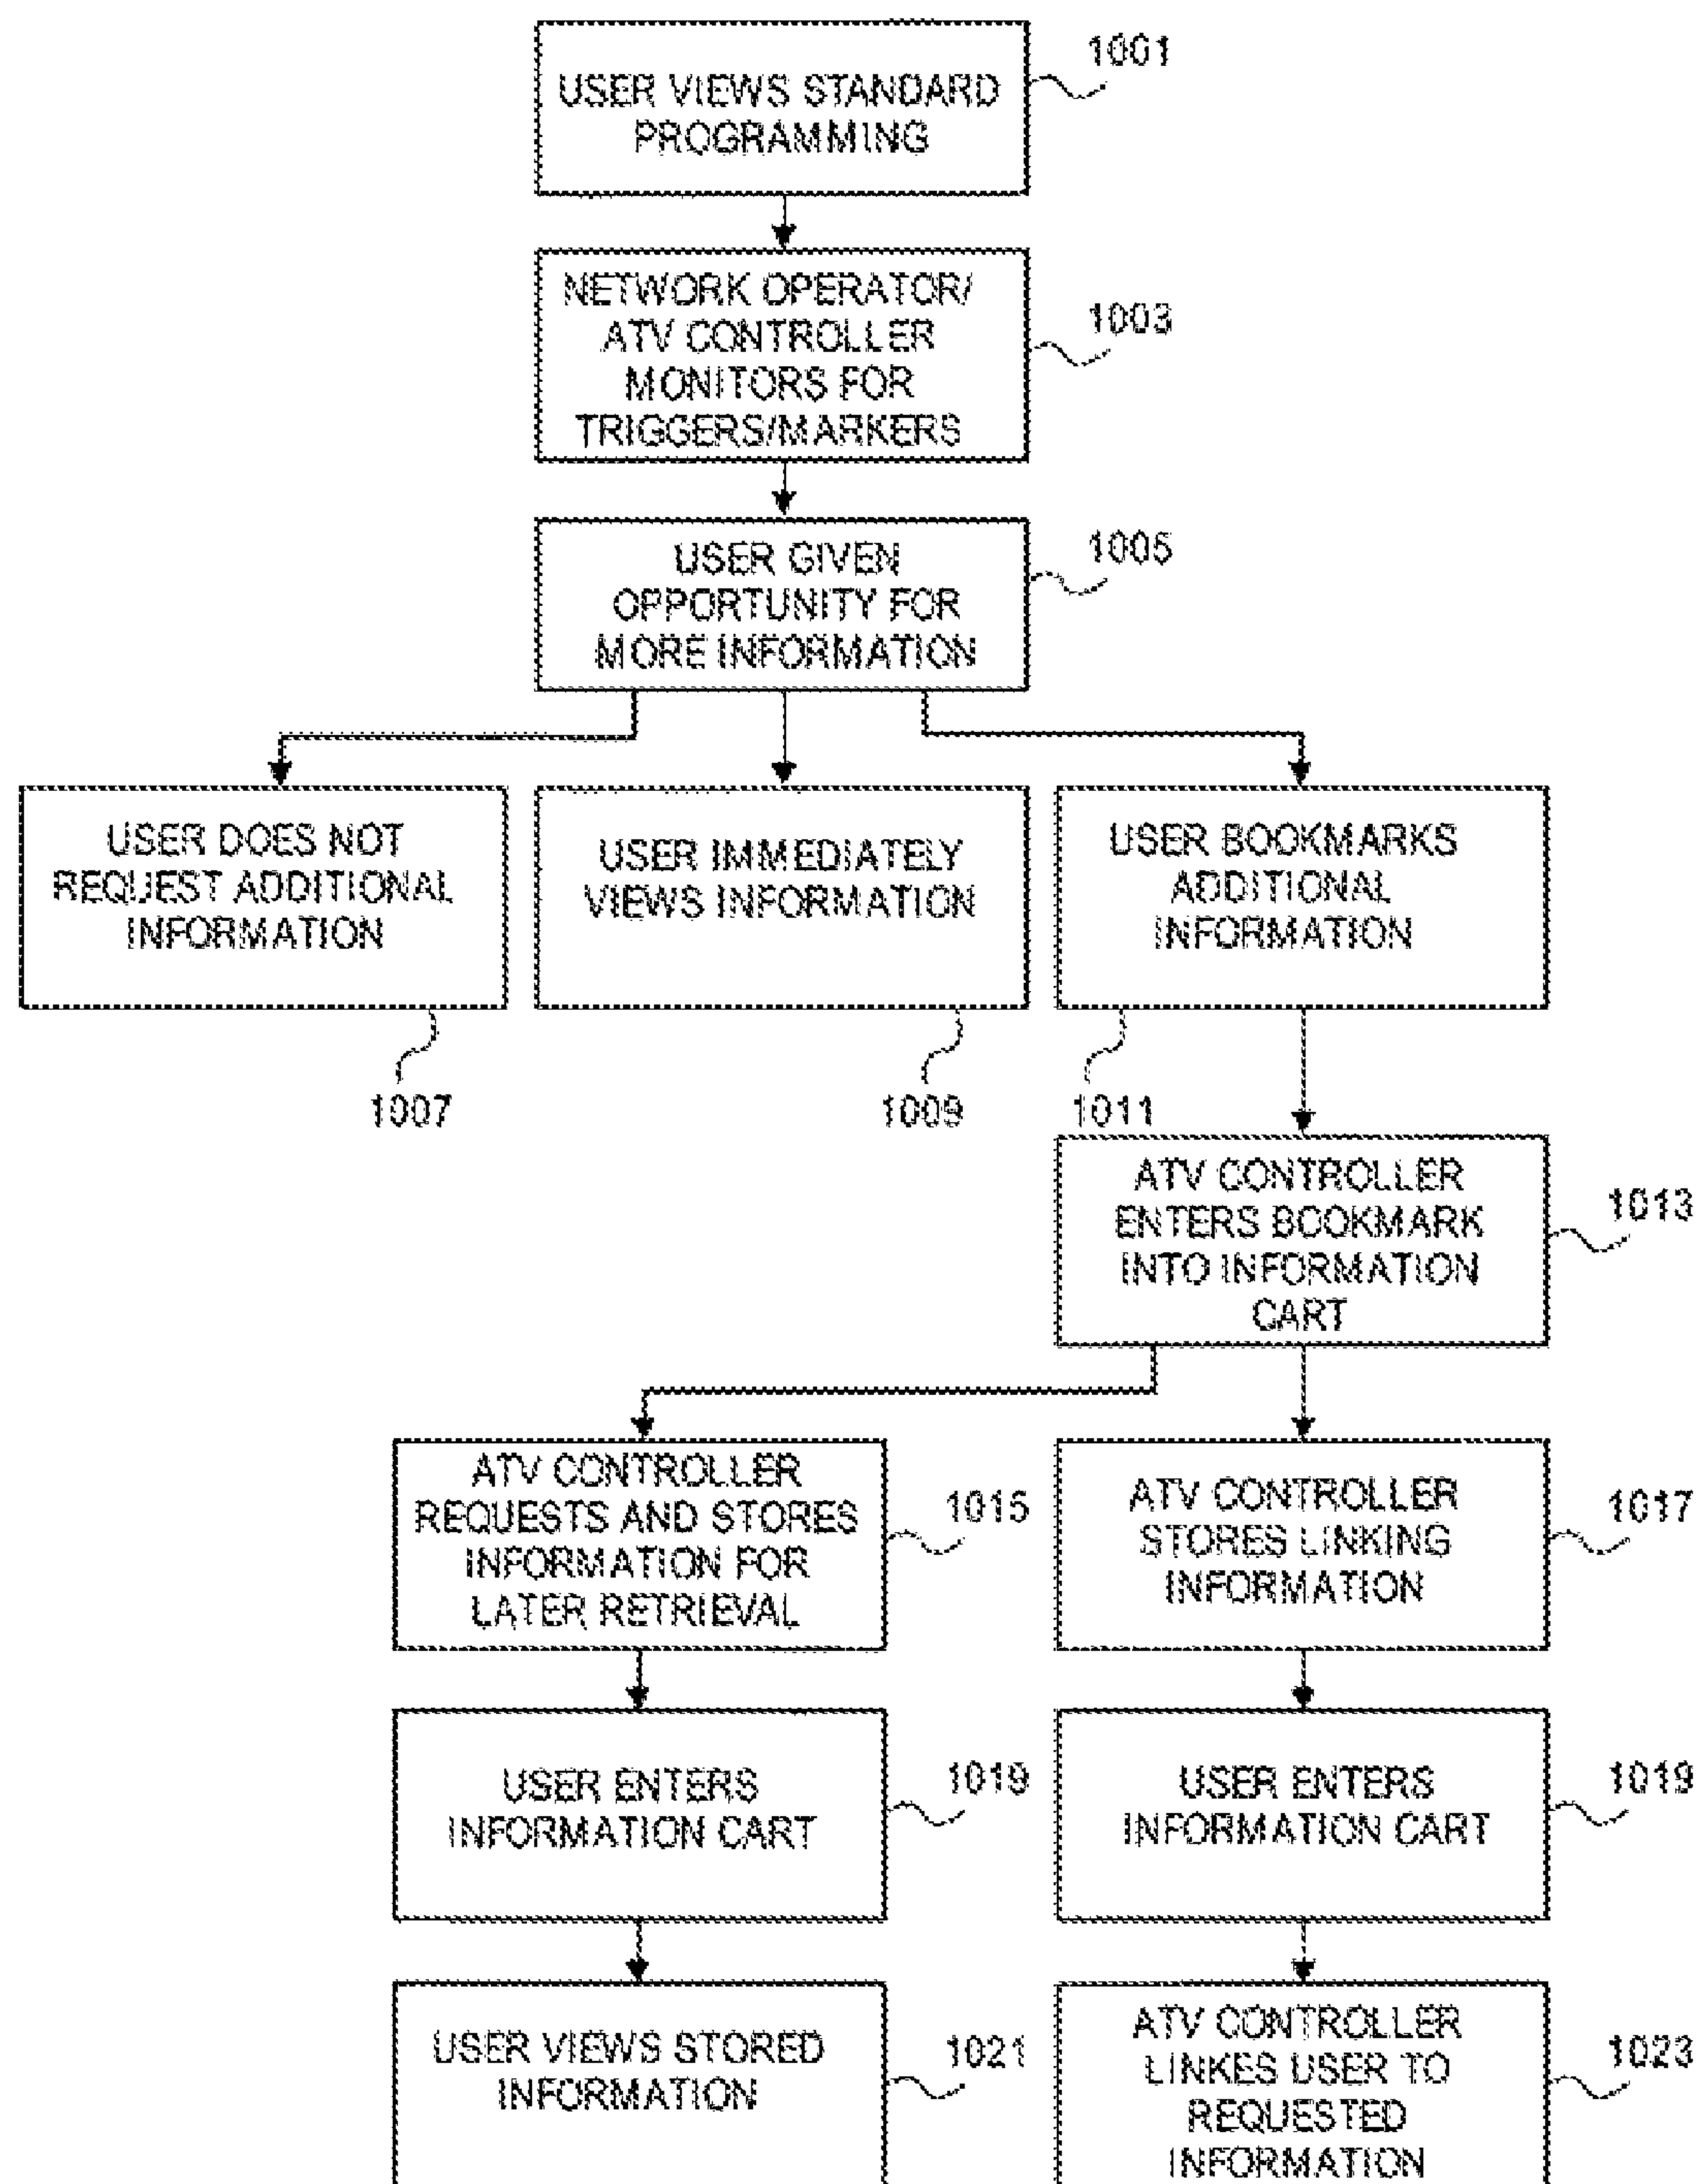 USER VIEWS STANDARD
PROGRAMMING
1001
NETWORK OPERATOR/
ATV CONTROLLER
MONITORS FOR
TRIGGERS/MARKERS
1003
USER GIVEN
OPPORTUNITY FOR
MORE INFORMATION
1005
USER DOES NOT
REQUEST ADDITIONAL
INFORMATION
1007
USER IMMEDIATELY
VIEWS INFORMATION
1009
USER BOOKMARKS
ADDITIONAL
INFORMATION
1011
ATV CONTROLLER
ENTERS BOOKMARK
INTO INFORMATION
CART
1013
ATV CONTROLLER
REQUESTS AND STORES
INFORMATION FOR
LATER RETRIEVAL
1015
ATV CONTROLLER
STORES LINKING
INFORMATION
1017
USER ENTERS
INFORMATION CART
1019
USER ENTERS
INFORMATION CART
1019
USER VIEWS STORED
INFORMATION
1021
ATV CONTROLLER
LINKES USER TO
REQUESTED
INFORMATION
1023